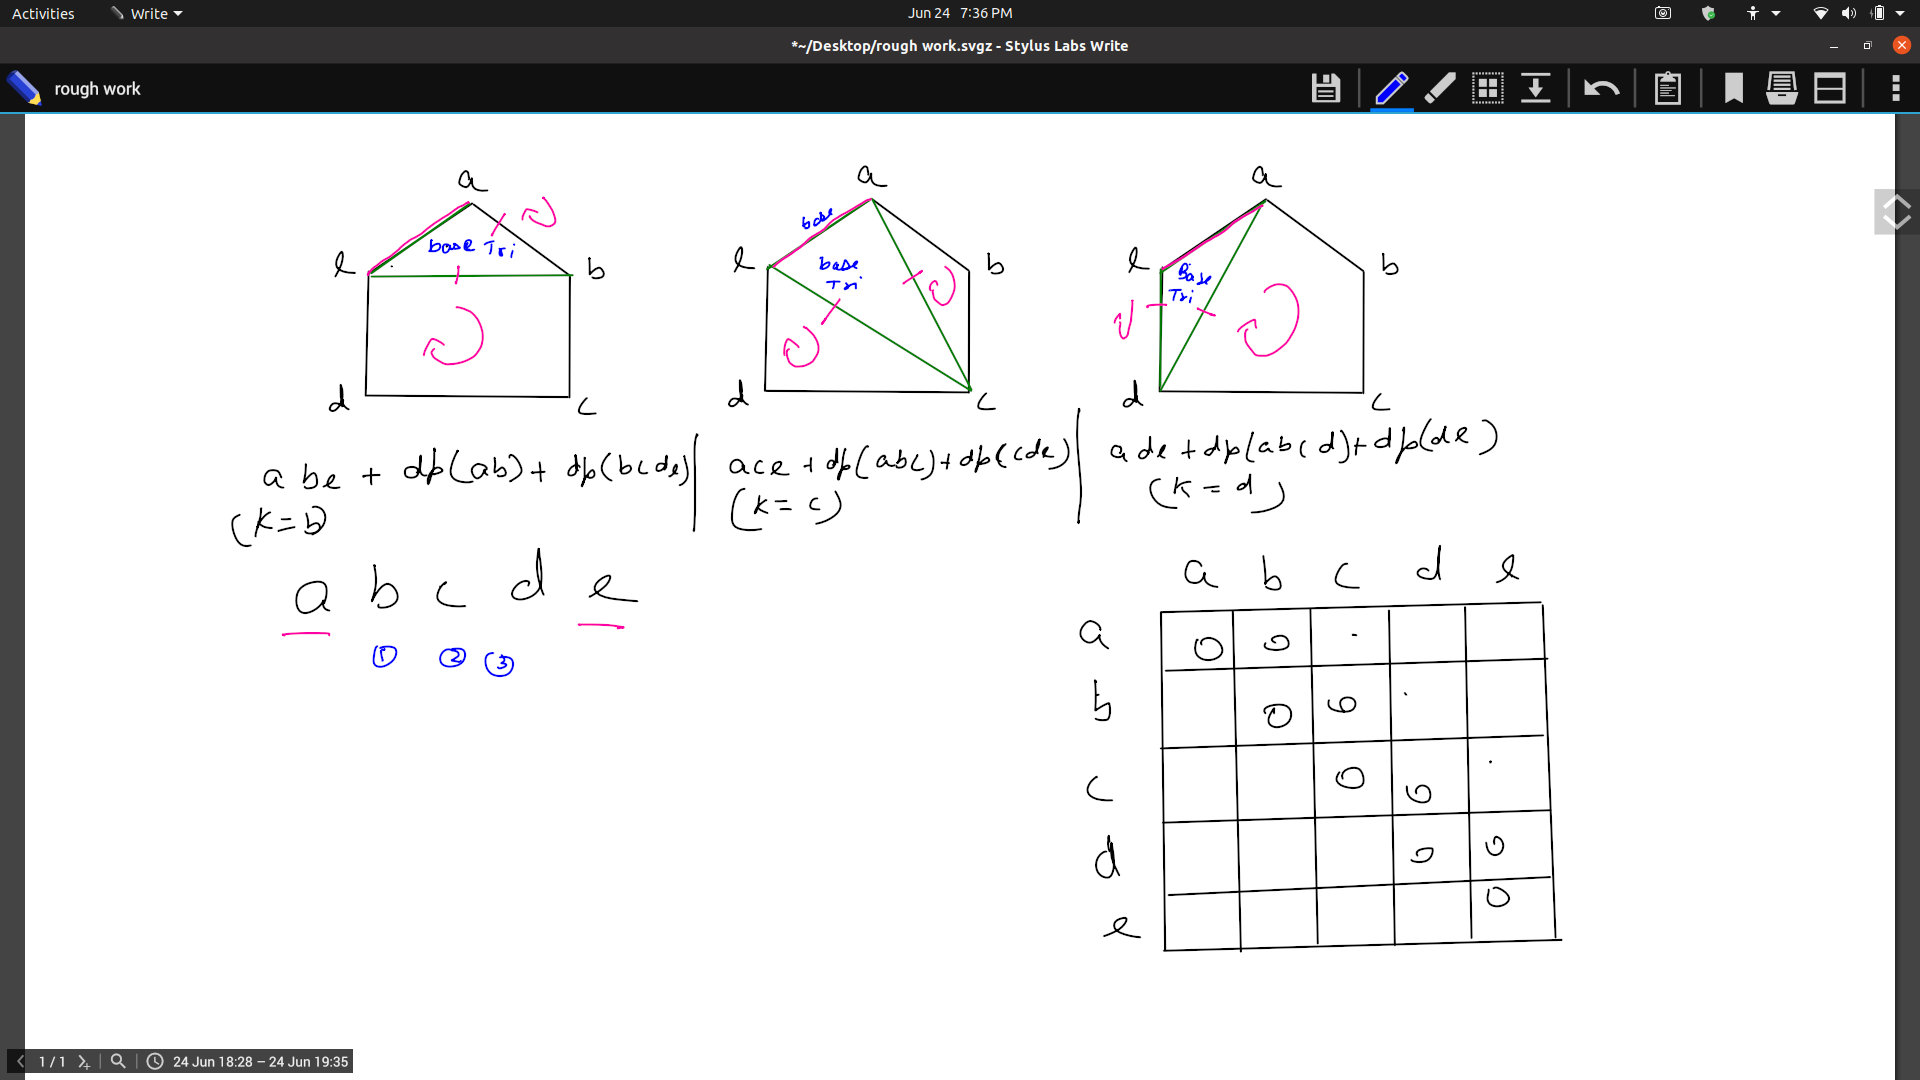 Activities Write Jun 24 7:36 PM
*~/Desktop/rough work.svgz - Stylus Labs Write
rough work
a a a
e base Tri b e base base Tri b e Base Tri b
d c d c d c
abe + dp(ab) + dp(bcde) | ace + dp(abc) + dp(cde) | ade + dp(abcd) + dp(de)
(K = b) (K = c) (K = d)
a b c d e
① ② ③
a b c d e
a 0 0 .
b 0 0 .
c 0 0 .
d 0 0
e 0
1 / 1 24 Jun 18:28 – 24 Jun 19:35